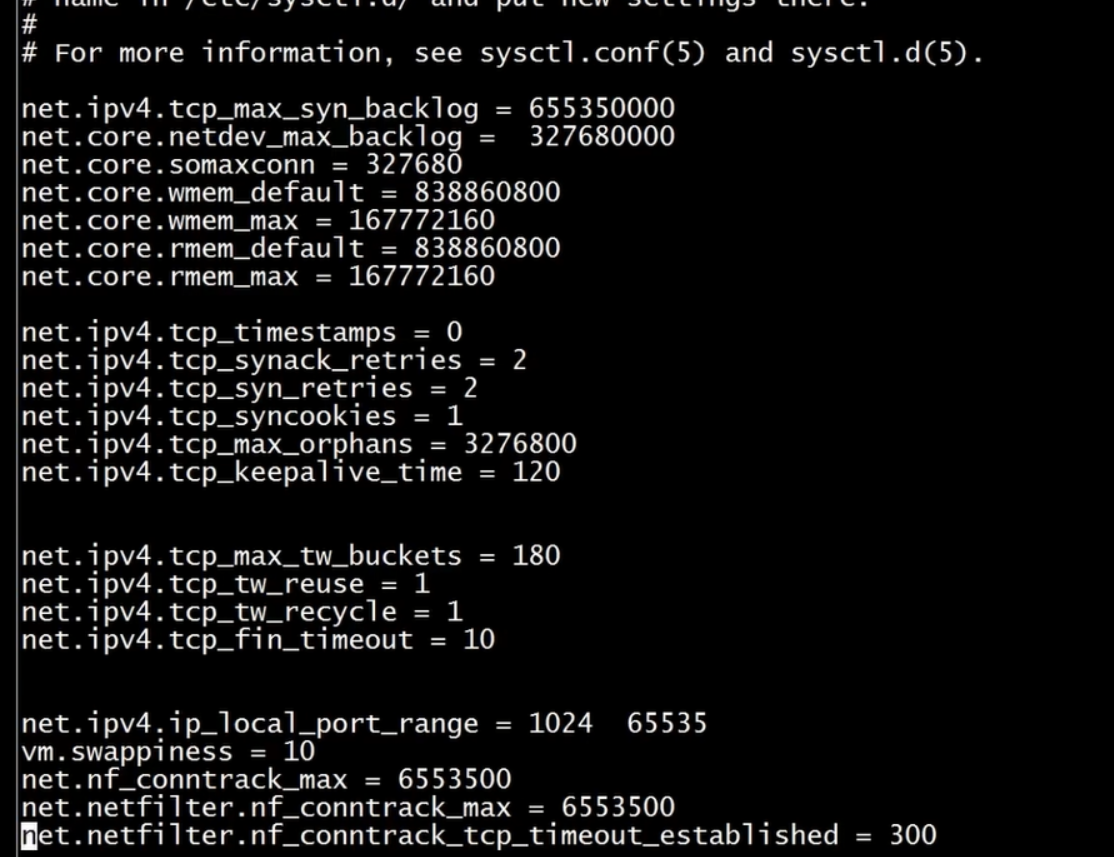 # name in /etc/sysctl.d/ and put new settings there.
#
# For more information, see sysctl.conf(5) and sysctl.d(5).
net.ipv4.tcp_max_syn_backlog = 655350000
net.core.netdev_max_backlog =  327680000
net.core.somaxconn = 327680
net.core.wmem_default = 838860800
net.core.wmem_max = 167772160
net.core.rmem_default = 838860800
net.core.rmem_max = 167772160
net.ipv4.tcp_timestamps = 0
net.ipv4.tcp_synack_retries = 2
net.ipv4.tcp_syn_retries = 2
net.ipv4.tcp_syncookies = 1
net.ipv4.tcp_max_orphans = 3276800
net.ipv4.tcp_keepalive_time = 120
net.ipv4.tcp_max_tw_buckets = 180
net.ipv4.tcp_tw_reuse = 1
net.ipv4.tcp_tw_recycle = 1
net.ipv4.tcp_fin_timeout = 10
net.ipv4.ip_local_port_range = 1024  65535
vm.swappiness = 10
net.nf_conntrack_max = 6553500
net.netfilter.nf_conntrack_max = 6553500
net.netfilter.nf_conntrack_tcp_timeout_established = 300